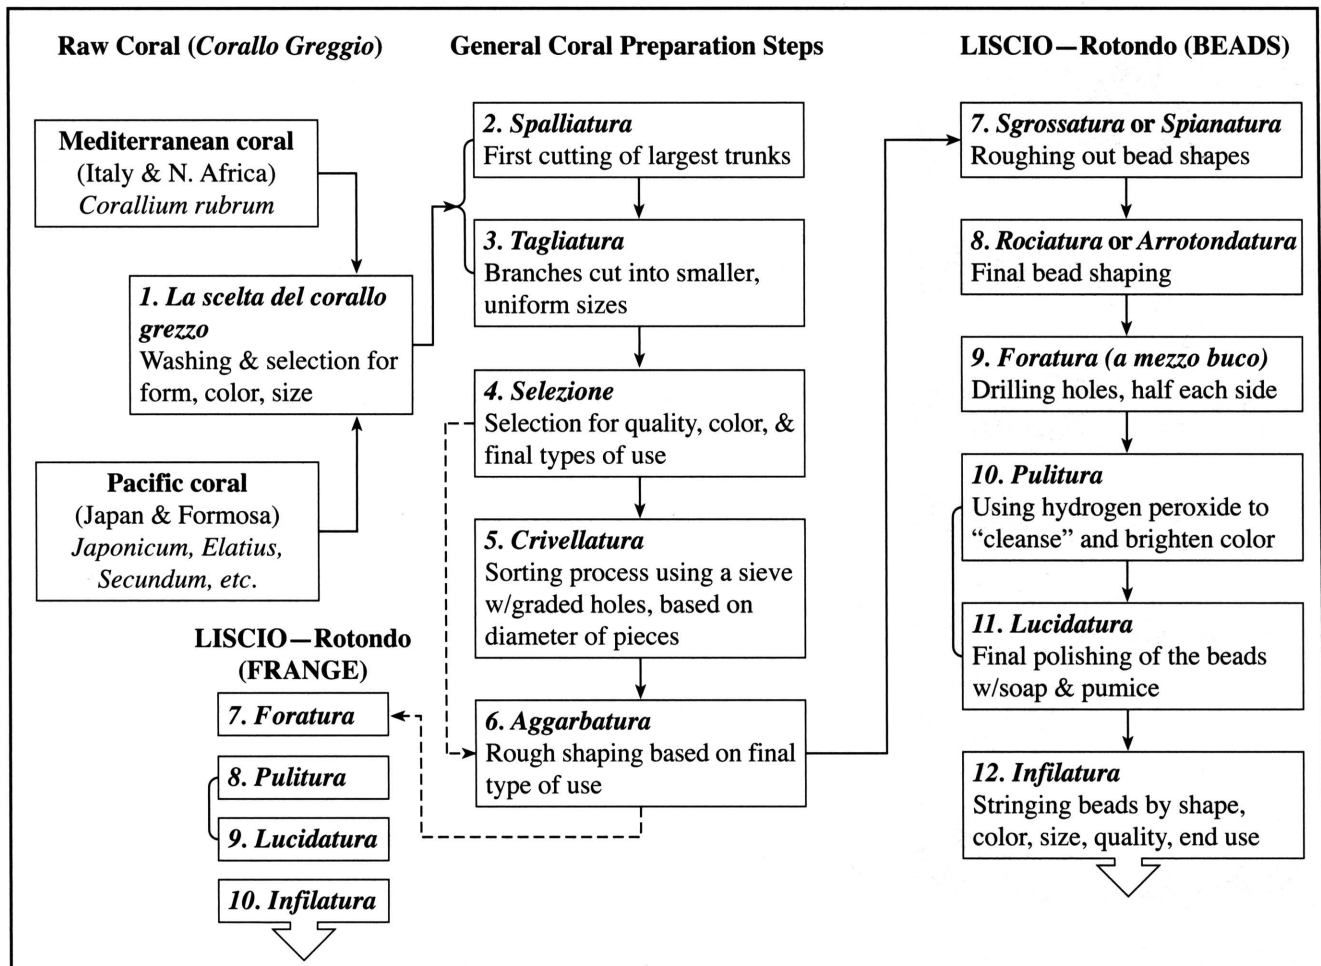 Raw Coral (Corallo Greggio)
Mediterranean coral
(Italy & N. Africa)
Corallium rubrum
1. La scelta del corallo
grezzo
Washing & selection for
form, color, size
Pacific coral
(Japan & Formosa)
Japonicum, Elatius,
Secundum, etc.
General Coral Preparation Steps
2. Spalliatura
First cutting of largest trunks
3. Tagliatura
Branches cut into smaller,
uniform sizes
4. Selezione
Selection for quality, color, &
final types of use
5. Crivellatura
Sorting process using a sieve
w/graded holes, based on
diameter of pieces
6. Aggarbatura
Rough shaping based on final
type of use
LISCIO—Rotondo
(FRANGE)
7. Foratura
8. Pulitura
9. Lucidatura
10. Infilatura
LISCIO—Rotondo (BEADS)
7. Sgrossatura or Spianatura
Roughing out bead shapes
8. Rociatura or Arrotondatura
Final bead shaping
9. Foratura (a mezzo buco)
Drilling holes, half each side
10. Pulitura
Using hydrogen peroxide to
“cleanse” and brighten color
11. Lucidatura
Final polishing of the beads
w/soap & pumice
12. Infilatura
Stringing beads by shape,
color, size, quality, end use